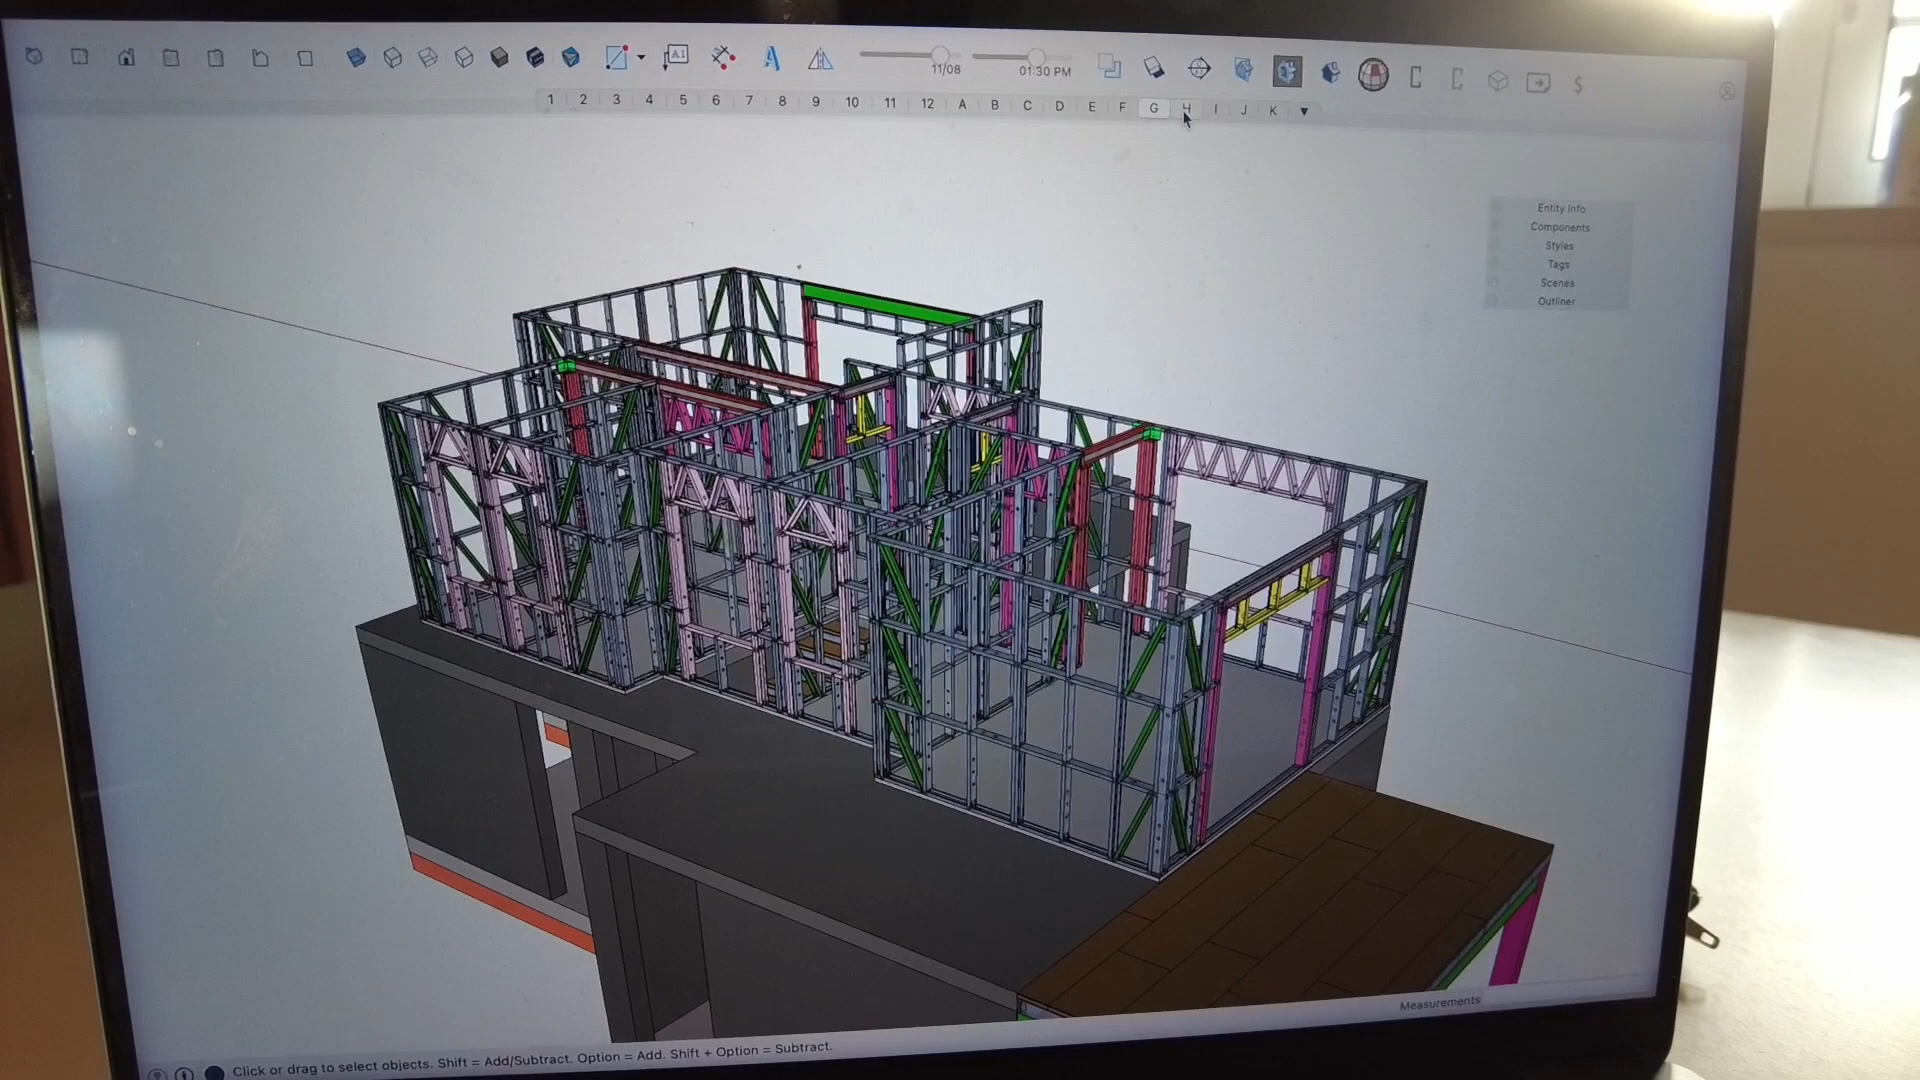 A1
A
11/08
01:30 PM
$
1 2 3 4 5 6 7 8 9 10 11 12 A B C D E F G H I J K
Entity Info
Components
Styles
Tags
Scenes
Outliner
Measurements
Click or drag to select objects. Shift = Add/Subtract. Option = Add. Shift + Option = Subtract.